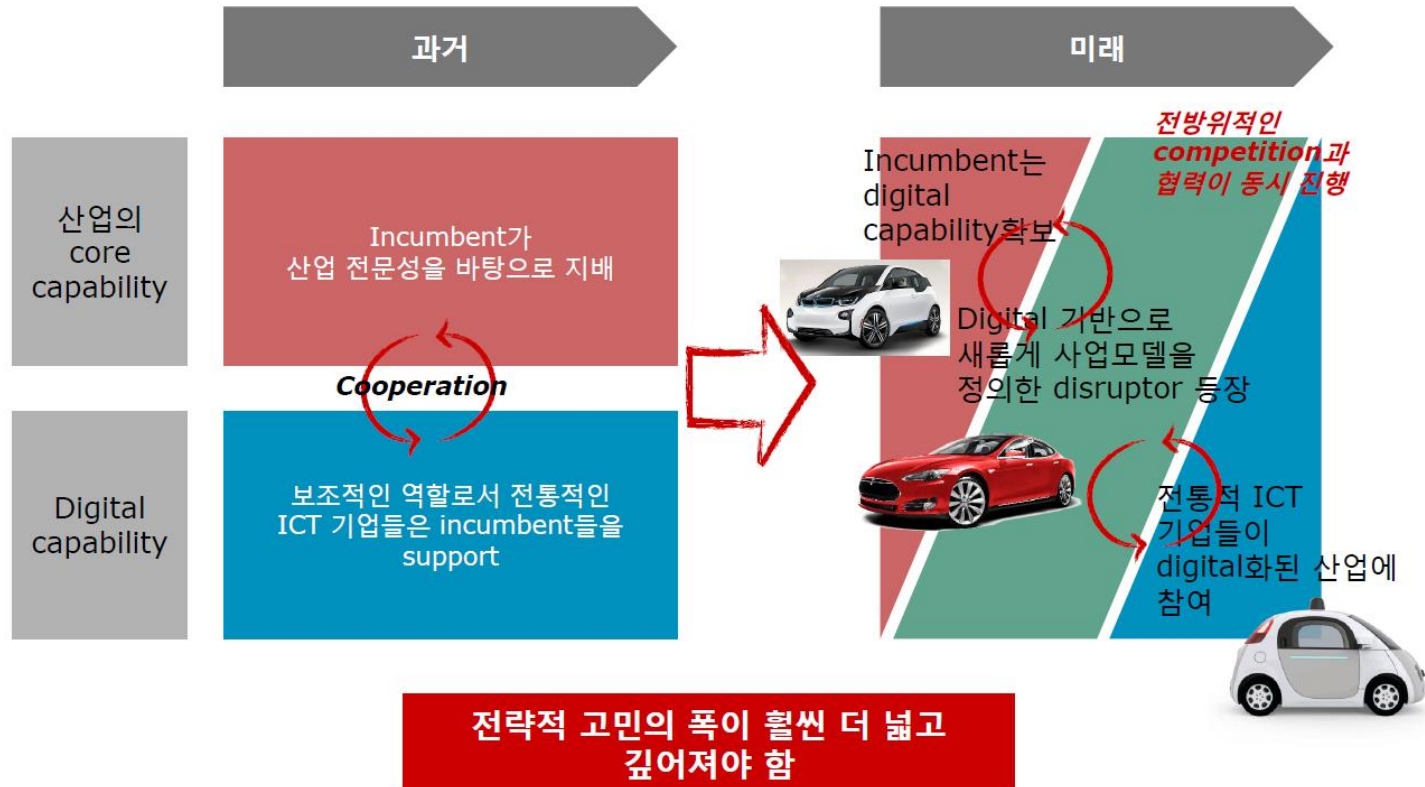 과거
미래
산업의
core
capability
Incumbent가
산업 전문성을 바탕으로 지배
Cooperation
Digital
capability
보조적인 역할로서 전통적인
ICT 기업들은 incumbent들을
support
전방위적인
competition과
협력이 동시 진행
Incumbent는
digital
capability확보
Digital 기반으로
새롭게 사업모델을
정의한 disruptor 등장
전통적 ICT
기업들이
digital화된 산업에
참여
전략적 고민의 폭이 훨씬 더 넓고
깊어져야 함